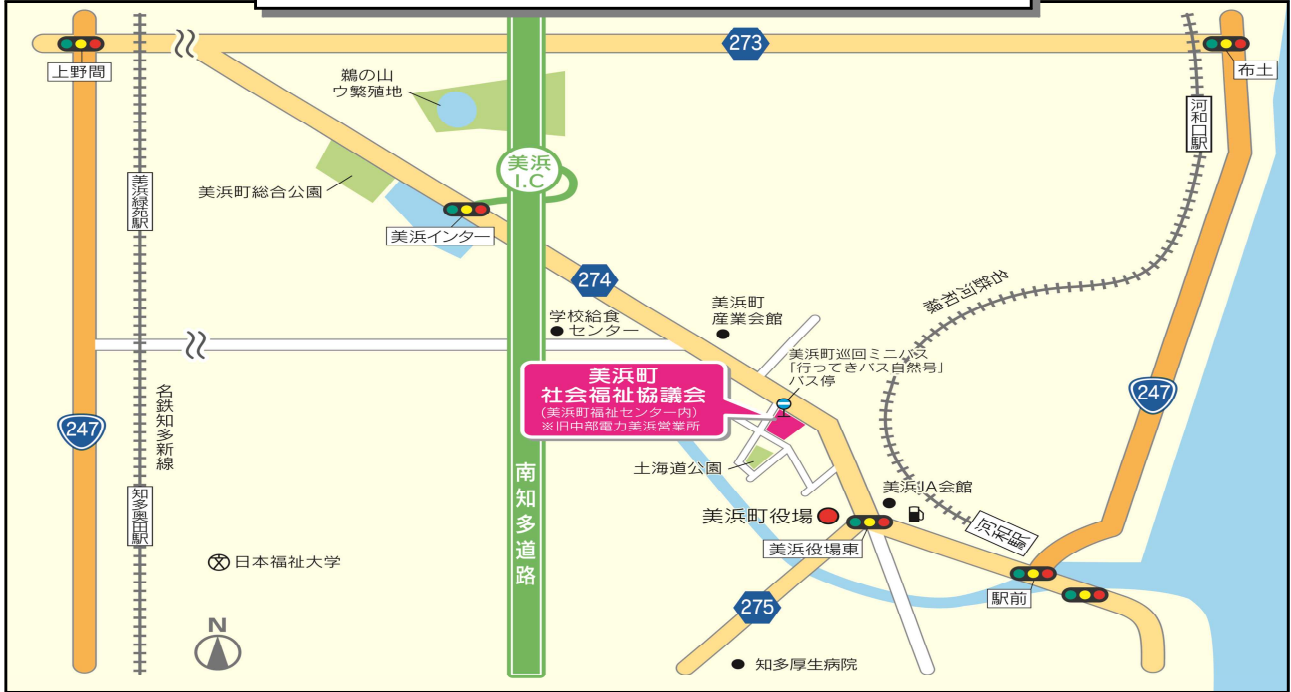 273
上野間
布土
鵜の山
ウ繁殖地
河和口駅
美浜
I.C
美浜緑苑駅
美浜町総合公園
美浜インター
274
名鉄河和線
美浜町
産業会館
学校給食
センター
美浜町巡回ミニバス
「行ってきバス自然号」
バス停
美浜町
社会福祉協議会
(美浜町福祉センター内)
※旧中部電力美浜営業所
247
247
名鉄知多新線
南知多道路
土海道公園
美浜JA会館
知多奥田駅
美浜町役場
河和駅
美浜役場東
日本福祉大学
文
駅前
275
N
知多厚生病院